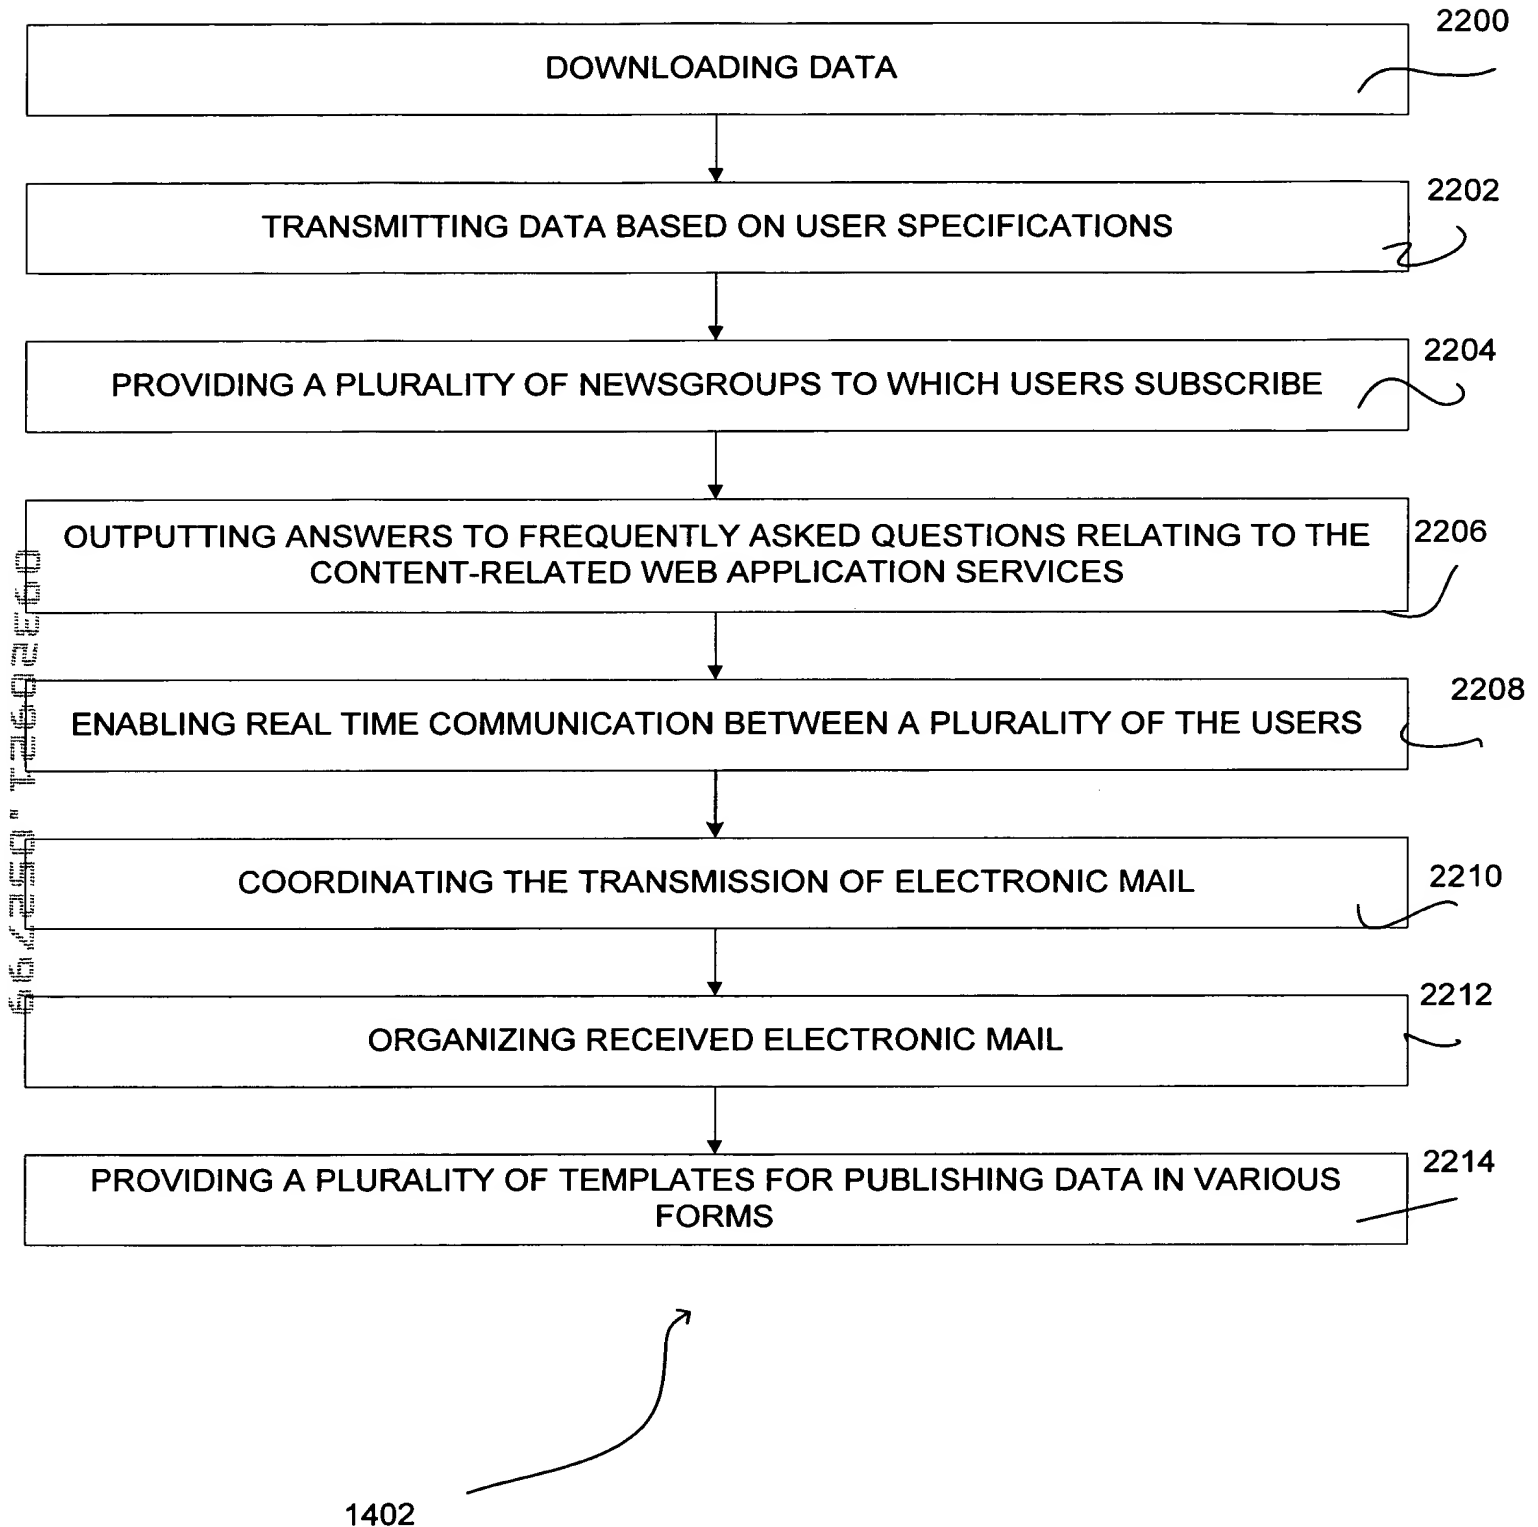 2200
DOWNLOADING DATA
2202
TRANSMITTING DATA BASED ON USER SPECIFICATIONS
2204
PROVIDING A PLURALITY OF NEWSGROUPS TO WHICH USERS SUBSCRIBE
2206
OUTPUTTING ANSWERS TO FREQUENTLY ASKED QUESTIONS RELATING TO THE
CONTENT-RELATED WEB APPLICATION SERVICES
2208
ENABLING REAL TIME COMMUNICATION BETWEEN A PLURALITY OF THE USERS
2210
COORDINATING THE TRANSMISSION OF ELECTRONIC MAIL
2212
ORGANIZING RECEIVED ELECTRONIC MAIL
2214
PROVIDING A PLURALITY OF TEMPLATES FOR PUBLISHING DATA IN VARIOUS
FORMS
1402